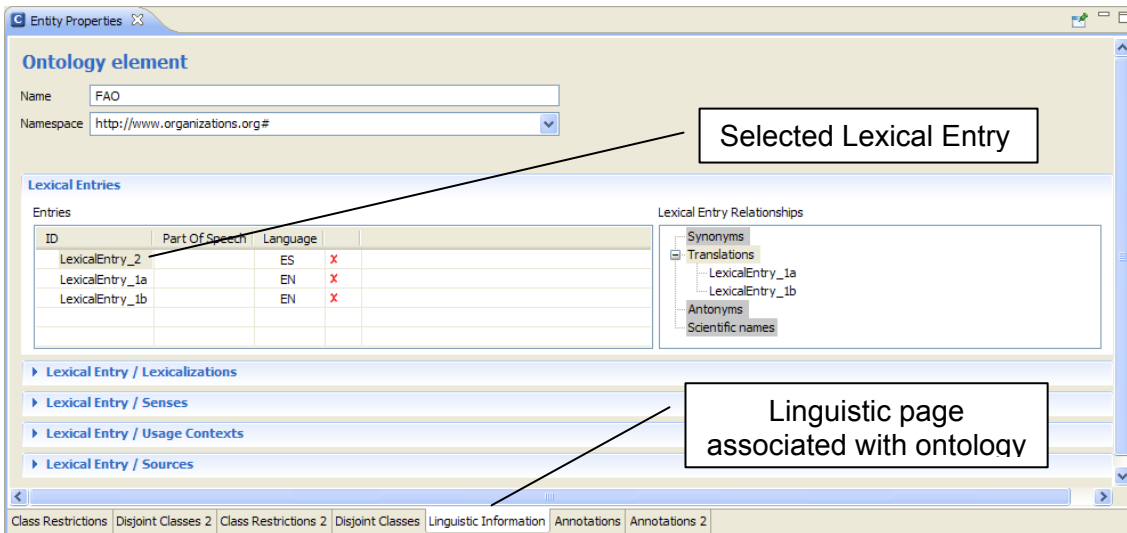 Entity Properties
Ontology element
Name FAO
Namespace http://www.organizations.org#
Selected Lexical Entry
Lexical Entries
Entries
Lexical Entry Relationships
ID Part Of Speech Language
LexicalEntry_2 ES X
LexicalEntry_1a EN X
LexicalEntry_1b EN X
Synonyms
Translations
LexicalEntry_1a
LexicalEntry_1b
Antonyms
Scientific names
Lexical Entry / Lexicalizations
Lexical Entry / Senses
Lexical Entry / Usage Contexts
Lexical Entry / Sources
Linguistic page
associated with ontology
Class Restrictions Disjoint Classes 2 Class Restrictions 2 Disjoint Classes Linguistic Information Annotations Annotations 2